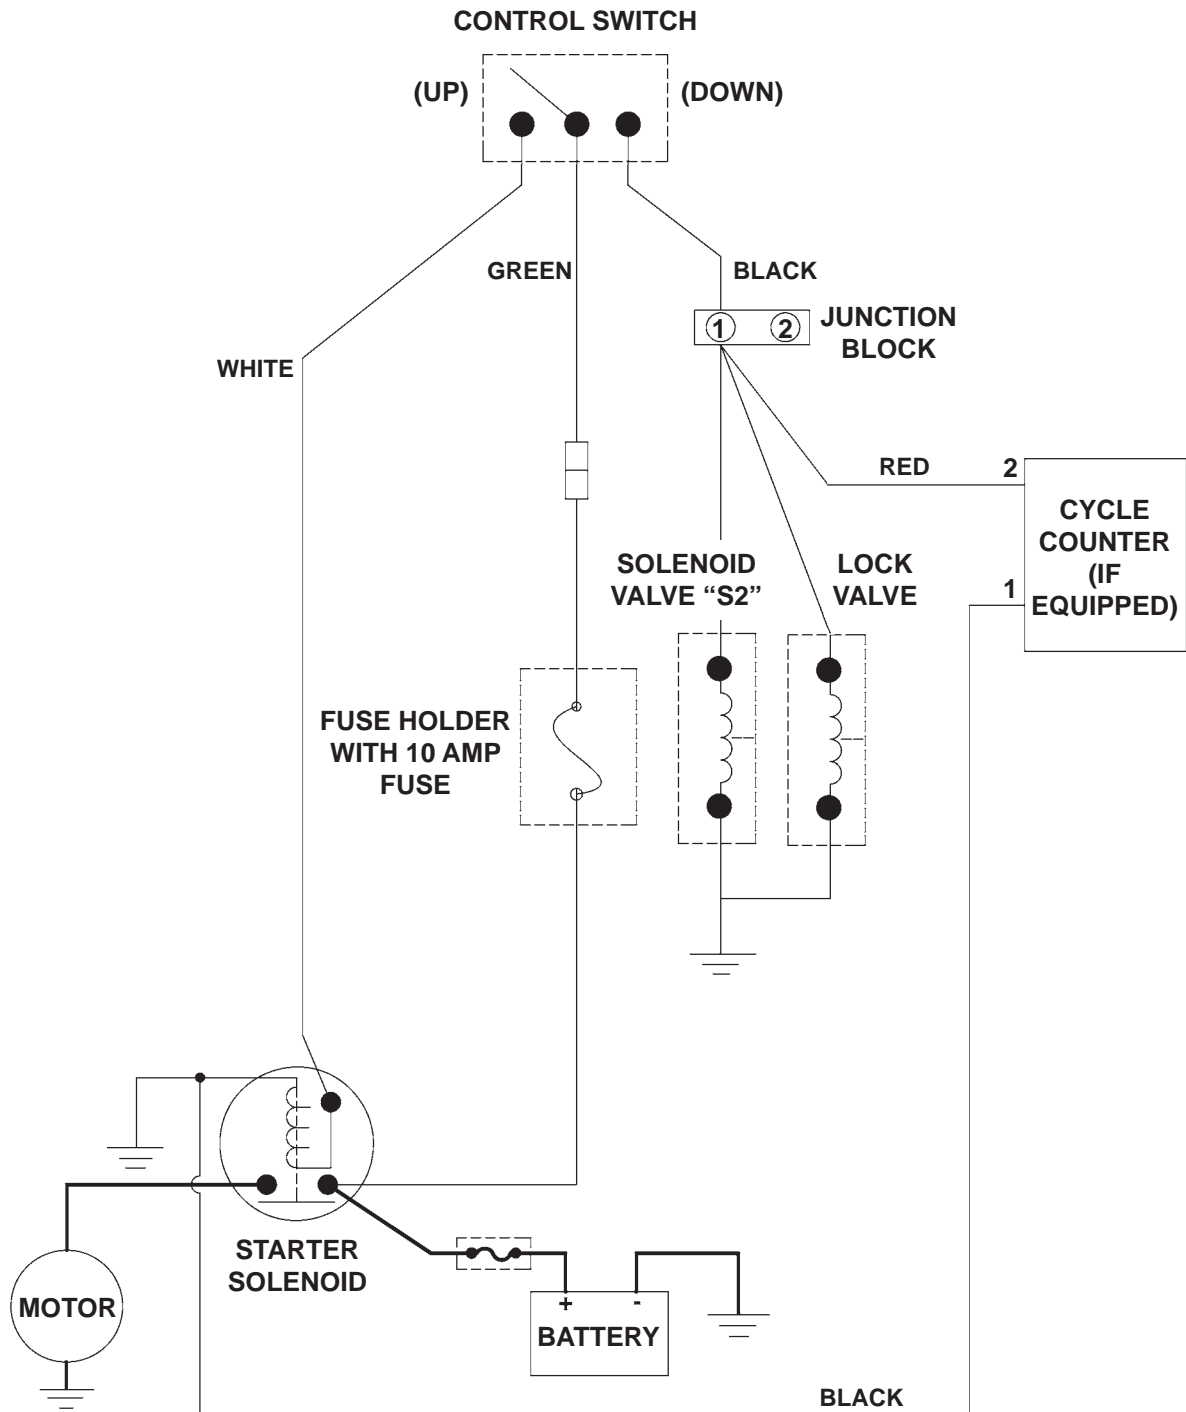 CONTROL SWITCH
(UP)
(DOWN)
GREEN
BLACK
1
2
JUNCTION
BLOCK
WHITE
RED
2
CYCLE
COUNTER
(IF
EQUIPPED)
1
SOLENOID
VALVE “S2”
LOCK
VALVE
FUSE HOLDER
WITH 10 AMP
FUSE
STARTER
SOLENOID
MOTOR
+
-
BATTERY
BLACK